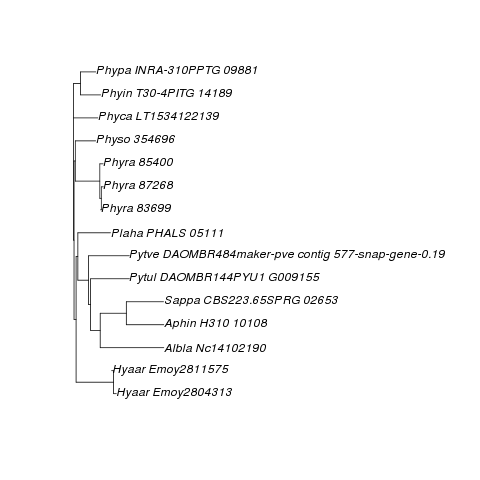 Phypa INRA-310PPTG 09881
Phyin T30-4PITG 14189
Phyca LT1534122139
Physo 354696
Phyra 85400
Phyra 87268
Phyra 83699
Plaha PHALS 05111
Pytve DAOMBR484maker-pve contig 577-snap-gene-0.19
Pytul DAOMBR144PYU1 G009155
Sappa CBS223.65SPRG 02653
Aphin H310 10108
Albla Nc14102190
Hyaar Emoy2811575
Hyaar Emoy2804313